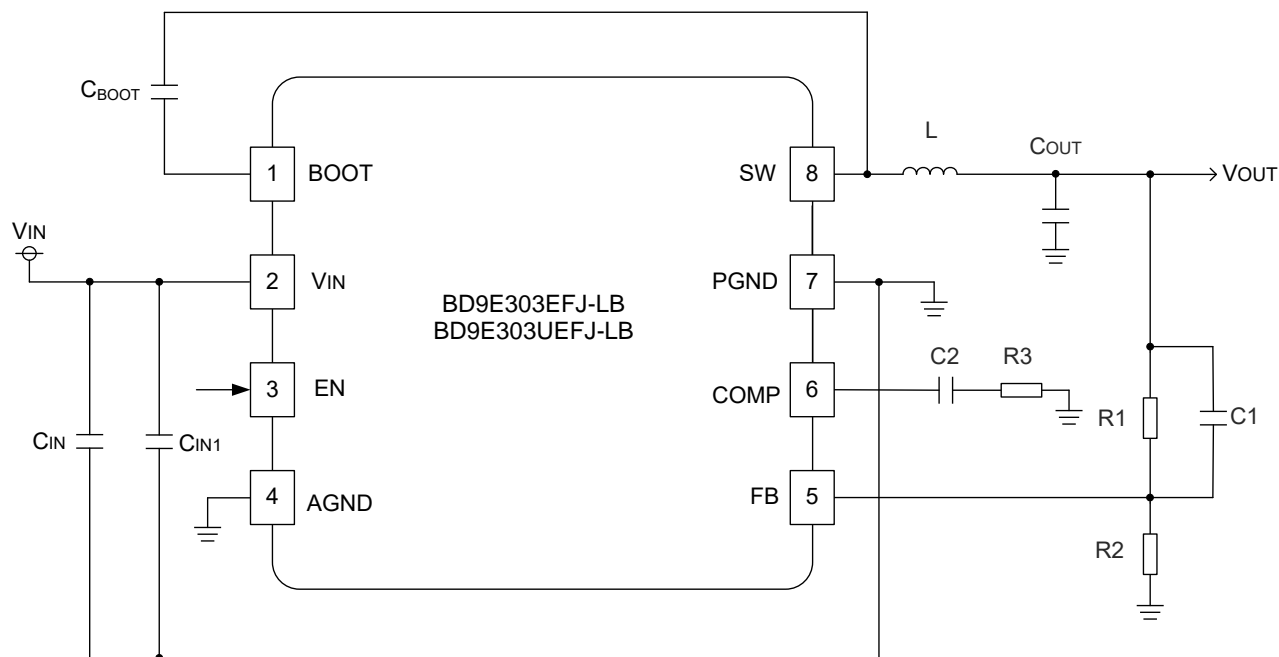 CBOOT
L
COUT
1 BOOT
SW 8
VOUT
VIN
2 VIN
PGND 7
BD9E303EFJ-LB
BD9E303UEFJ-LB
C2 R3
3 EN
COMP 6
R1 C1
CIN CIN1
4 AGND
FB 5
R2